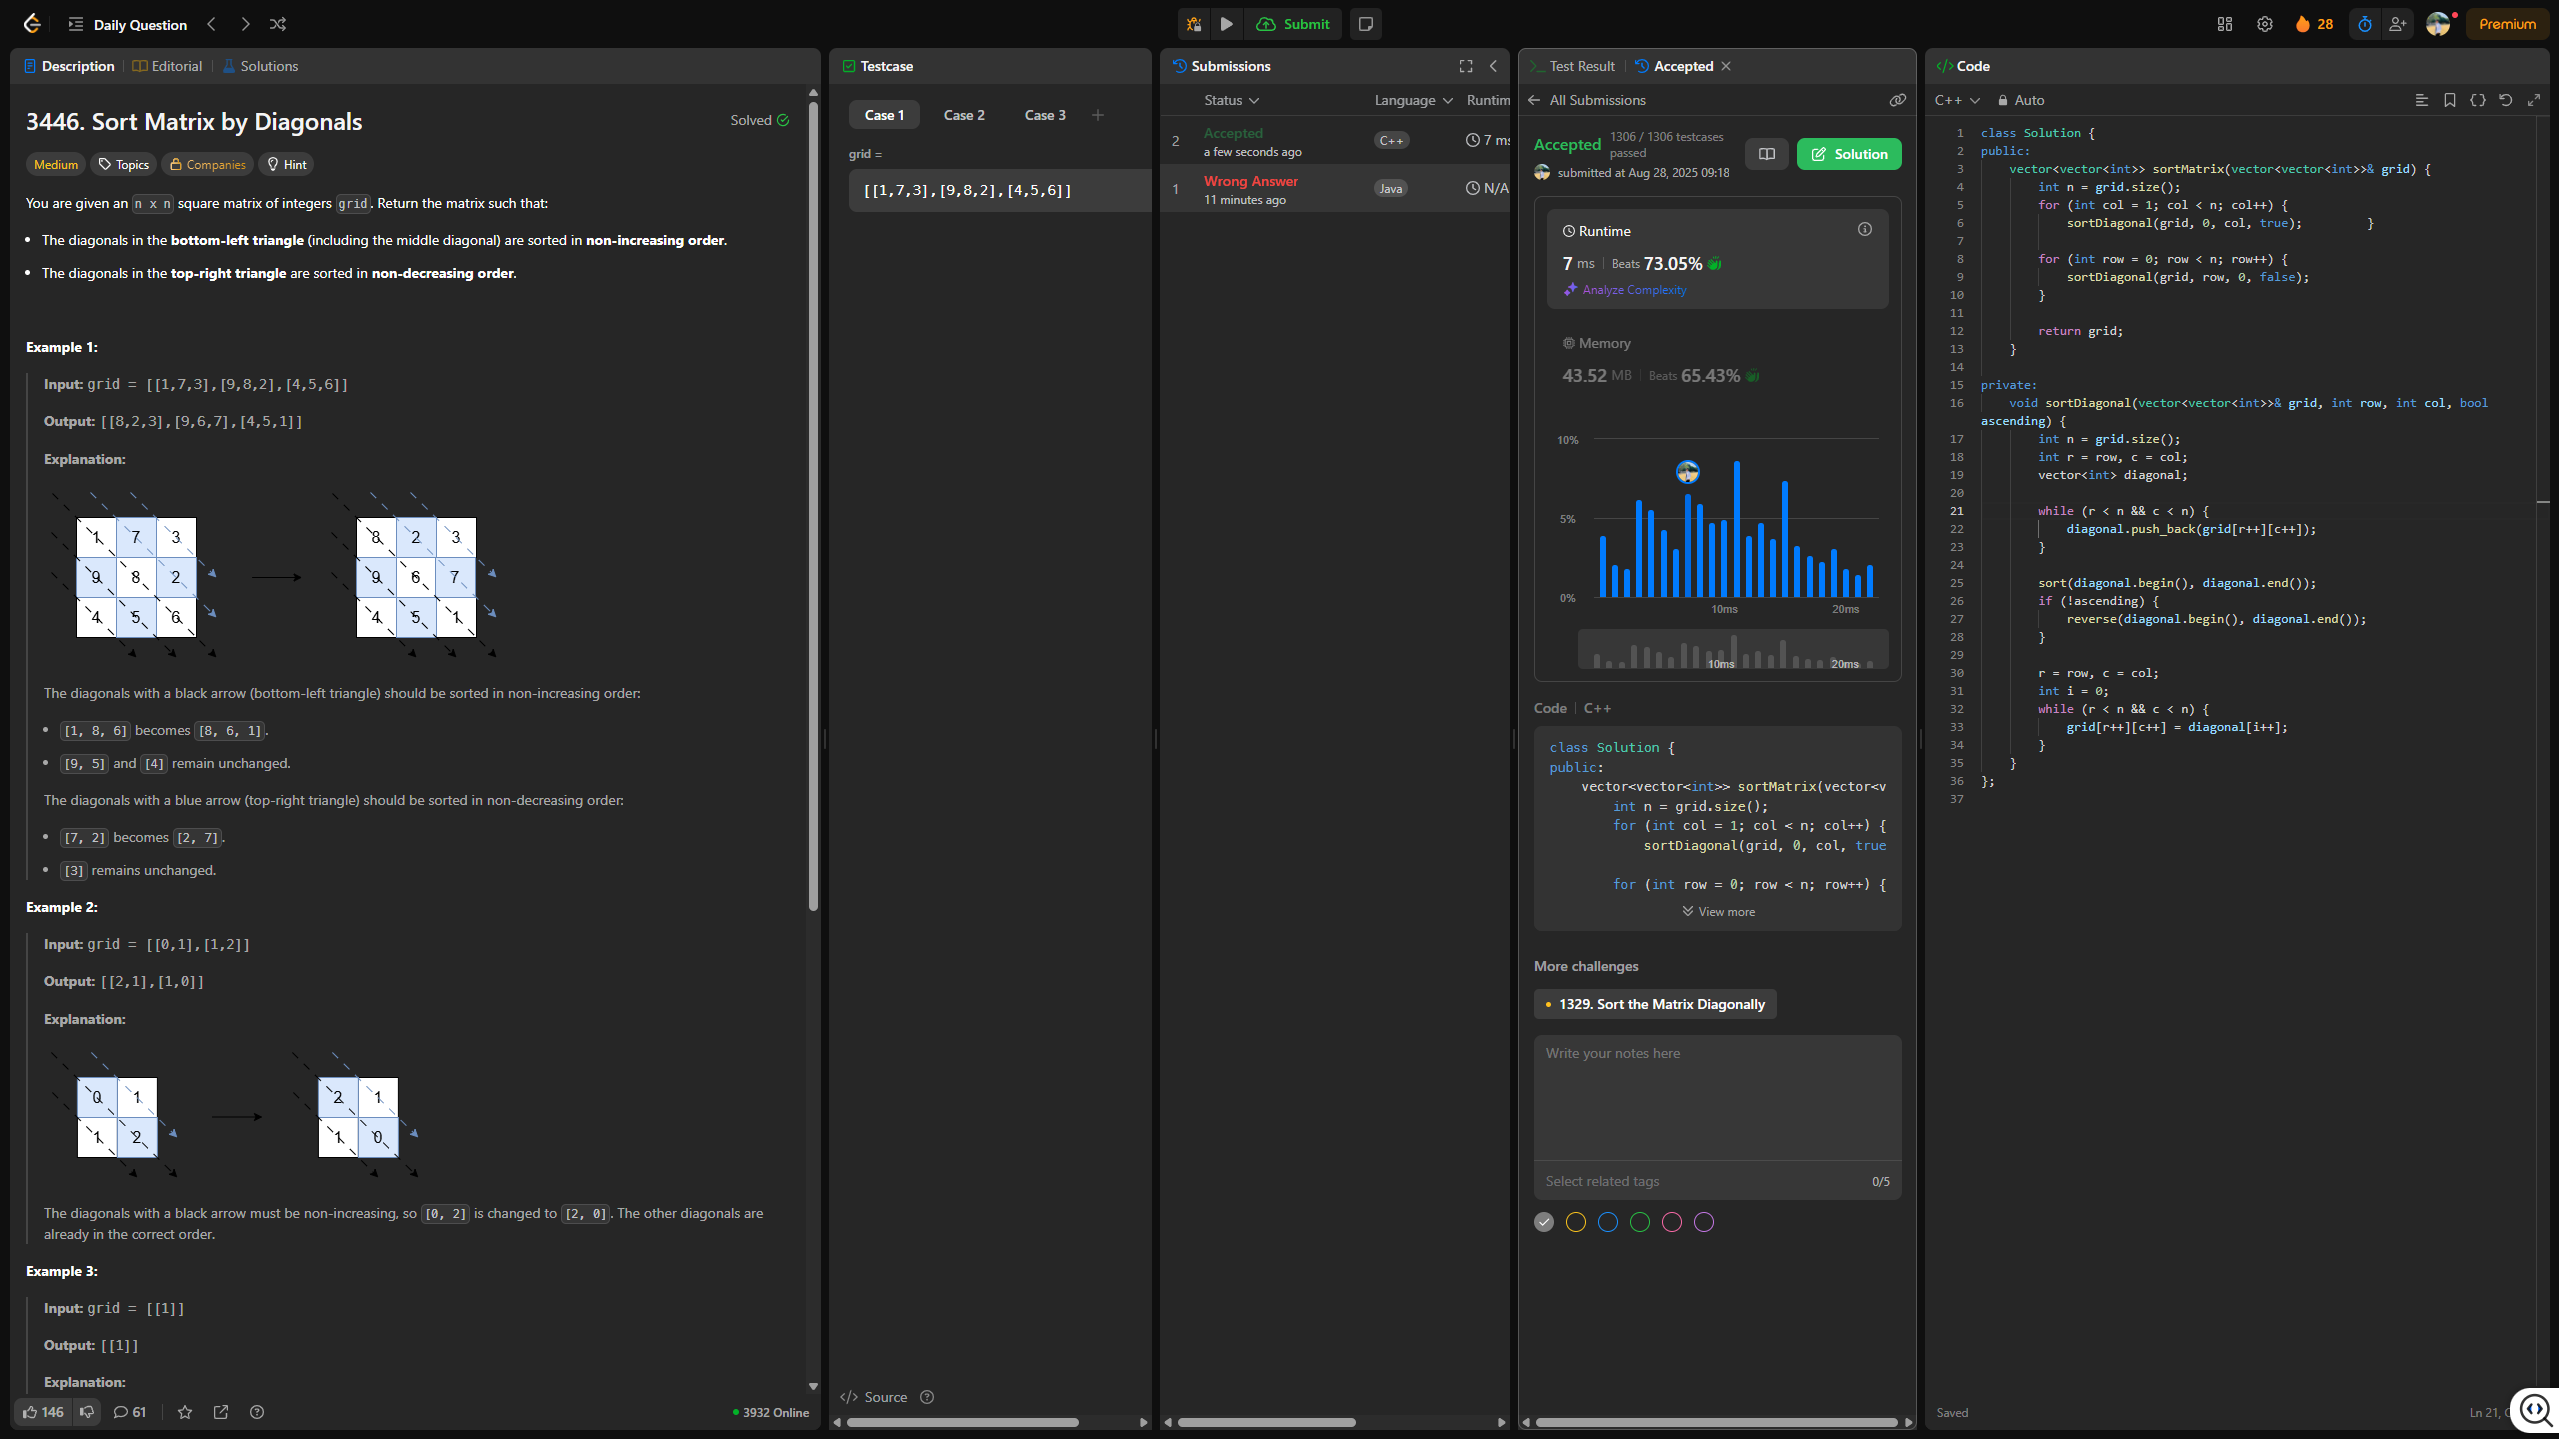 Daily Question
Submit
28
Premium
Description
Editorial
Solutions
3446. Sort Matrix by Diagonals
Solved
Medium
Topics
Companies
Hint
You are given an n x n square matrix of integers grid. Return the matrix such that:
The diagonals in the bottom-left triangle (including the middle diagonal) are sorted in non-increasing order.
The diagonals in the top-right triangle are sorted in non-decreasing order.
Example 1:
Input: grid = [[1,7,3],[9,8,2],[4,5,6]]
Output: [[8,2,3],[9,6,7],[4,5,1]]
Explanation:
1 7 3 8 2 3
9 8 2 9 6 7
4 5 6 4 5 1
The diagonals with a black arrow (bottom-left triangle) should be sorted in non-increasing order:
[1, 8, 6] becomes [8, 6, 1].
[9, 5] and [4] remain unchanged.
The diagonals with a blue arrow (top-right triangle) should be sorted in non-decreasing order:
[7, 2] becomes [2, 7].
[3] remains unchanged.
Example 2:
Input: grid = [[0,1],[1,2]]
Output: [[2,1],[1,0]]
Explanation:
0 1 2 1
1 2 1 0
The diagonals with a black arrow must be non-increasing, so [0, 2] is changed to [2, 0]. The other diagonals are
already in the correct order.
Example 3:
Input: grid = [[1]]
Output: [[1]]
Explanation:
146
61
3932 Online
Testcase
Case 1
Case 2
Case 3
grid =
[[1,7,3],[9,8,2],[4,5,6]]
Source
Submissions
Status
Language
Runtim
2
Accepted
a few seconds ago
C++
7 ms
1
Wrong Answer
11 minutes ago
Java
N/A
Test Result
Accepted
All Submissions
Accepted
1306 / 1306 testcases
passed
submitted at Aug 28, 2025 09:18
Solution
Runtime
7 ms
Beats 73.05%
Analyze Complexity
Memory
43.52 MB
Beats 65.43%
10%
5%
0%
10ms
20ms
10ms
20ms
Code
C++
class Solution {
public:
vector<vector<int>> sortMatrix(vector<v
int n = grid.size();
for (int col = 1; col < n; col++) {
sortDiagonal(grid, 0, col, true
for (int row = 0; row < n; row++) {
View more
More challenges
1329. Sort the Matrix Diagonally
Write your notes here
Select related tags
0/5
Code
C++
Auto
1 class Solution {
2 public:
3 vector<vector<int>> sortMatrix(vector<vector<int>>& grid) {
4 int n = grid.size();
5 for (int col = 1; col < n; col++) {
6 sortDiagonal(grid, 0, col, true); }
7
8 for (int row = 0; row < n; row++) {
9 sortDiagonal(grid, row, 0, false);
10 }
11
12 return grid;
13 }
14
15 private:
16 void sortDiagonal(vector<vector<int>>& grid, int row, int col, bool
ascending) {
17 int n = grid.size();
18 int r = row, c = col;
19 vector<int> diagonal;
20
21 while (r < n && c < n) {
22 diagonal.push_back(grid[r++][c++]);
23 }
24
25 sort(diagonal.begin(), diagonal.end());
26 if (!ascending) {
27 reverse(diagonal.begin(), diagonal.end());
28 }
29
30 r = row, c = col;
31 int i = 0;
32 while (r < n && c < n) {
33 grid[r++][c++] = diagonal[i++];
34 }
35 }
36 };
37
Saved
Ln 21,